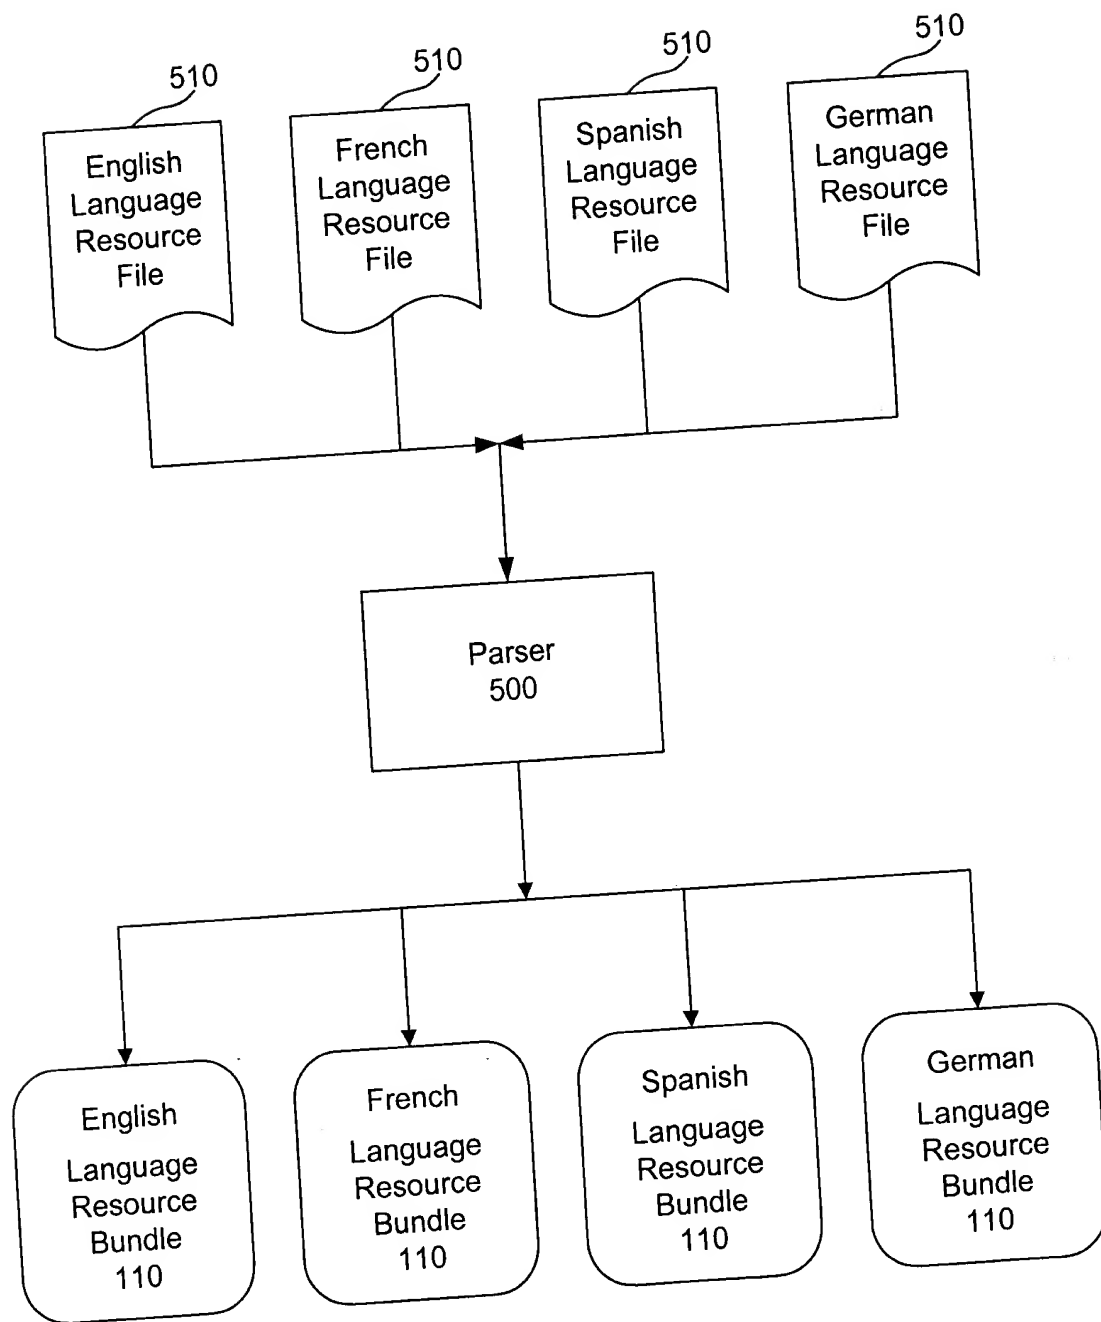 510
510
510
510
English
Language
Resource
File
French
Language
Resource
File
Spanish
Language
Resource
File
German
Language
Resource
File
Parser
500
English
Language
Resource
Bundle
110
French
Language
Resource
Bundle
110
Spanish
Language
Resource
Bundle
110
German
Language
Resource
Bundle
110